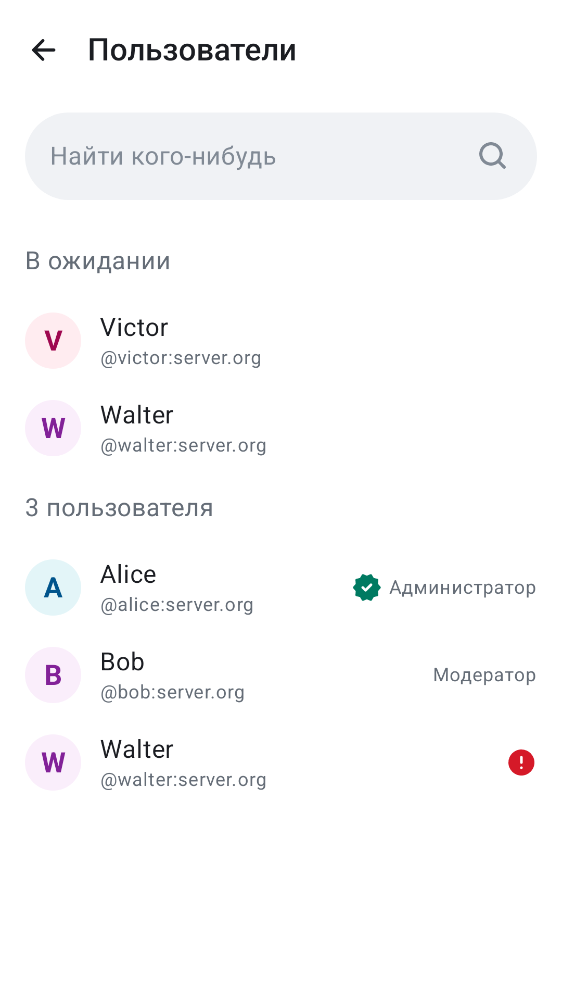 Пользователи
Найти кого-нибудь
В ожидании
V
Victor
@victor:server.org
W
Walter
@walter:server.org
3 пользователя
A
Alice
@alice:server.org
Администратор
B
Bob
@bob:server.org
Модератор
W
Walter
@walter:server.org